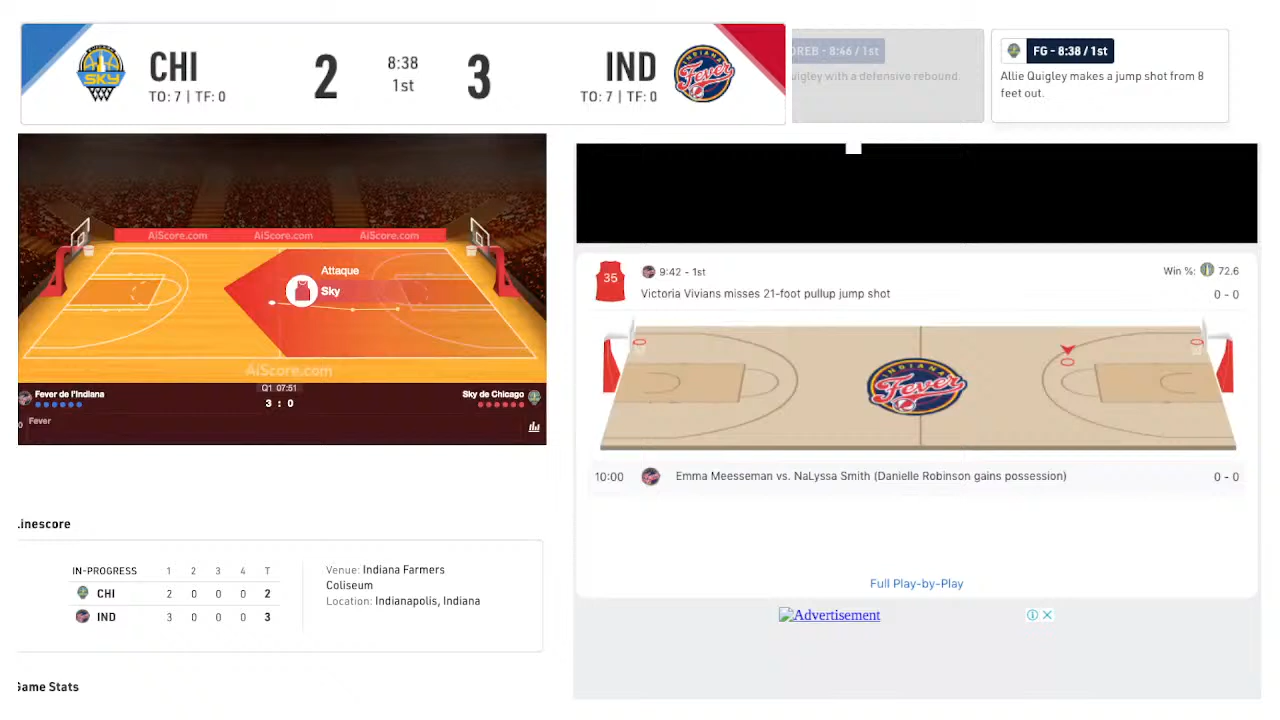 CHI
TO: 7 | TF: 0
2
8:38
1st
3
IND
TO: 7 | TF: 0
SKY
INDIANA
Fever
DREB - 8:46 / 1st
uigley with a defensive rebound.
FG - 8:38 / 1st
Allie Quigley makes a jump shot from 8
feet out.
AiScore.com
AiScore.com
AiScore.com
Attaque
Sky
AiScore.com
Fever de l'Indiana
Q1 07:51
3 : 0
Sky de Chicago
Fever
35
9:42 - 1st
Victoria Vivians misses 21-foot pullup jump shot
Win %: 72.6
0 - 0
INDIANA
Fever
10:00
Emma Meesseman vs. NaLyssa Smith (Danielle Robinson gains possession)
0 - 0
Full Play-by-Play
Advertisement
Linescore
IN-PROGRESS 1 2 3 4 T
CHI 2 0 0 0 2
IND 3 0 0 0 3
Venue: Indiana Farmers
Coliseum
Location: Indianapolis, Indiana
Game Stats